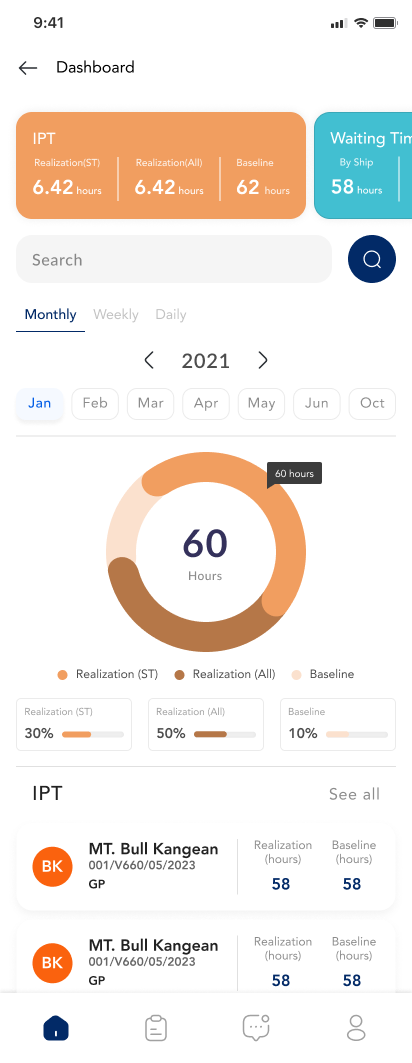 9:41
Dashboard
IPT
Realization(ST) Realization(All) Baseline
6.42 hours 6.42 hours 62 hours
Waiting Tim
By Ship
58 hours
Search
Monthly Weekly Daily
2021
Jan Feb Mar Apr May Jun Oct
60 hours
60
Hours
Realization (ST) Realization (All) Baseline
Realization (ST) Realization (All) Baseline
30% 50% 10%
IPT See all
BK
MT. Bull Kangean
001/V660/05/2023
GP
Realization
(hours)
58
Baseline
(hours)
58
BK
MT. Bull Kangean
001/V660/05/2023
GP
Realization
(hours)
58
Baseline
(hours)
58